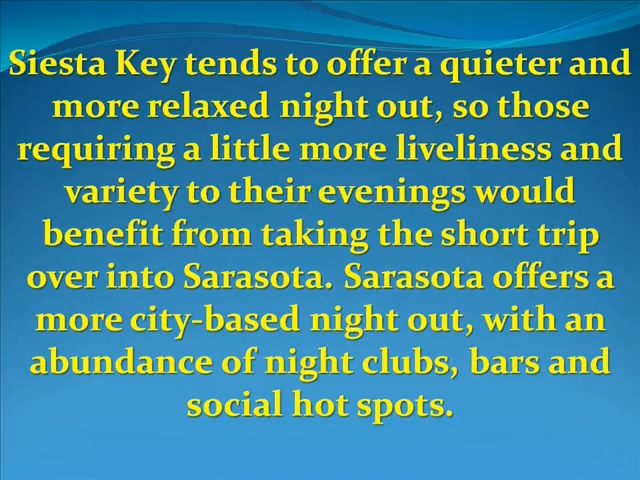 Siesta Key tends to offer a quieter and
more relaxed night out, so those
requiring a little more liveliness and
variety to their evenings would
benefit from taking the short trip
over into Sarasota. Sarasota offers a
more city-based night out, with an
abundance of night clubs, bars and
social hot spots.